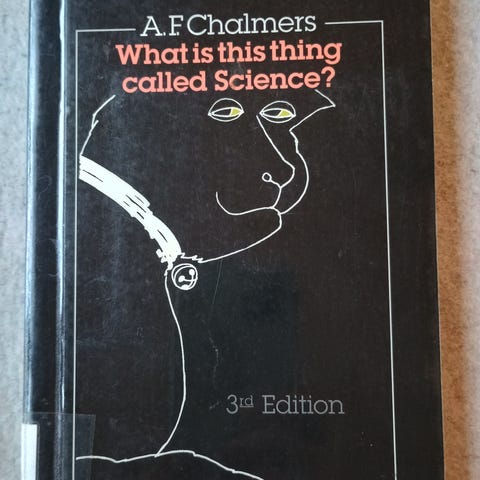 A.F Chalmers
What is this thing
called Science?
3rd Edition